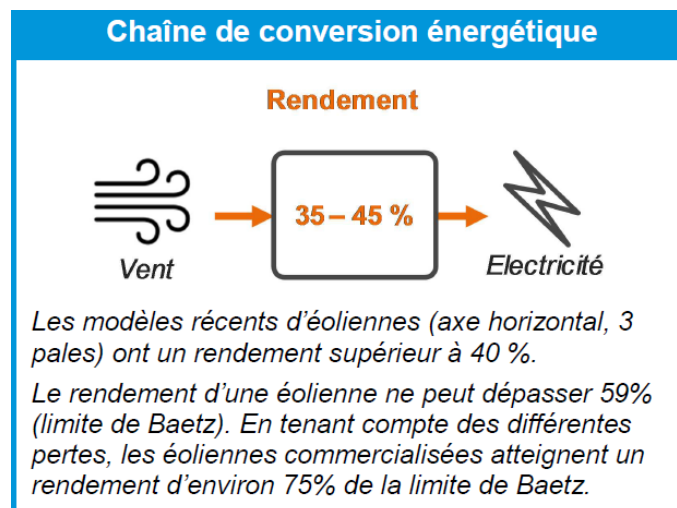 Chaîne de conversion énergétique
Rendement
35 – 45 %
Vent
Electricité
Les modèles récents d’éoliennes (axe horizontal, 3
pales) ont un rendement supérieur à 40 %.
Le rendement d’une éolienne ne peut dépasser 59%
(limite de Baetz). En tenant compte des différentes
pertes, les éoliennes commercialisées atteignent un
rendement d’environ 75% de la limite de Baetz.